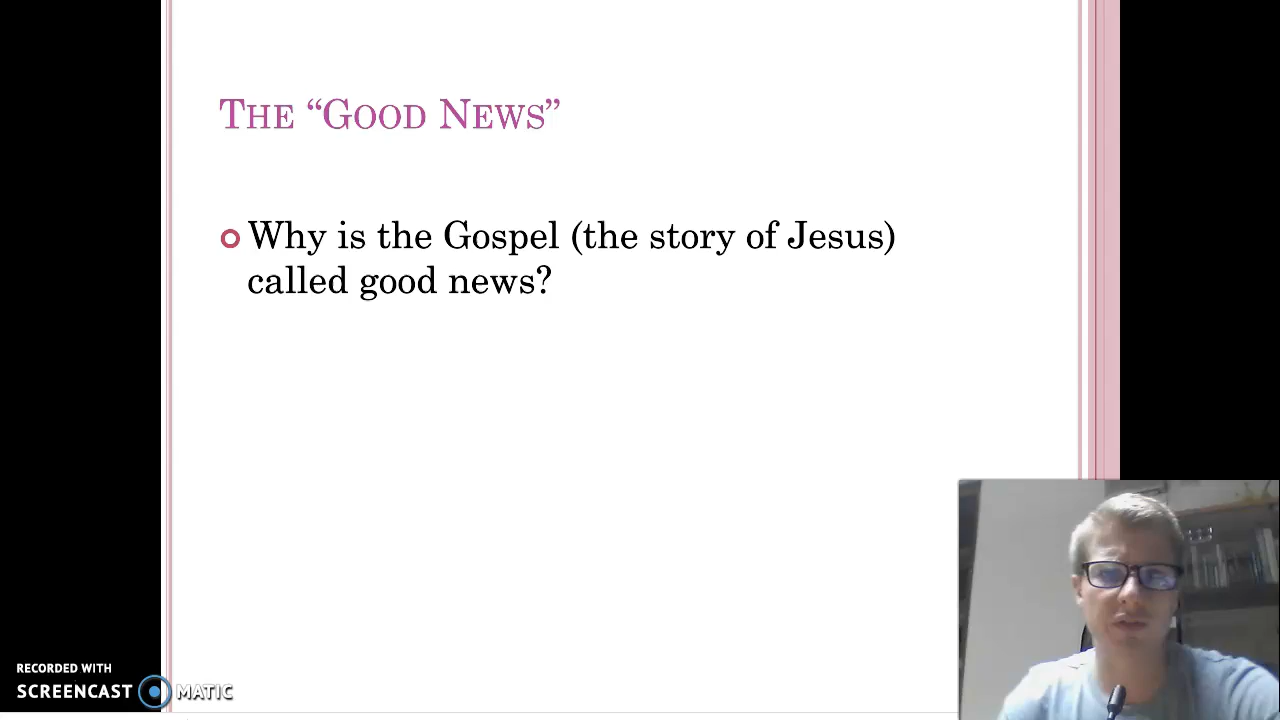 The “Good News”
Why is the Gospel (the story of Jesus)
called good news?
RECORDED WITH
SCREENCAST MATIC